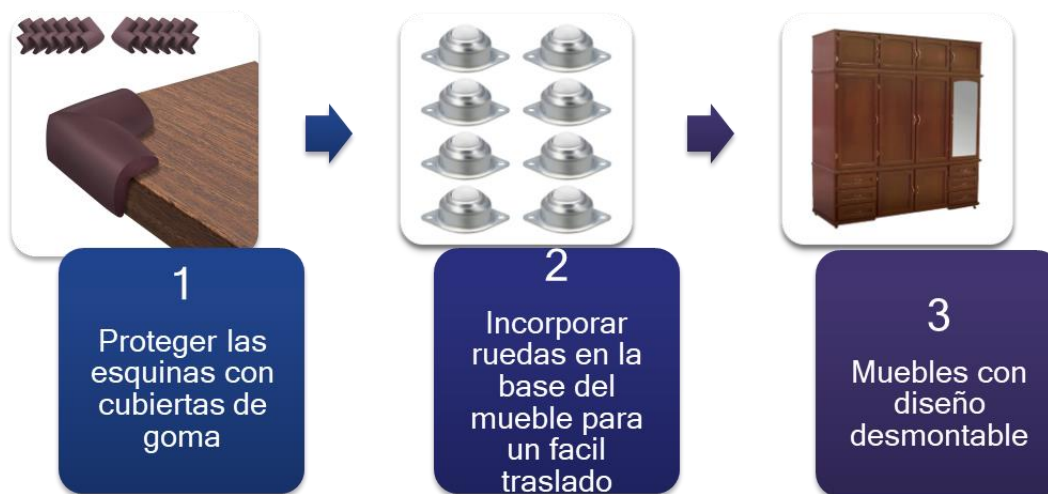 1
Proteger las
esquinas con
cubiertas de
goma
2
Incorporar
ruedas en la
base del
mueble para
un facil
traslado
3
Muebles con
diseño
desmontable